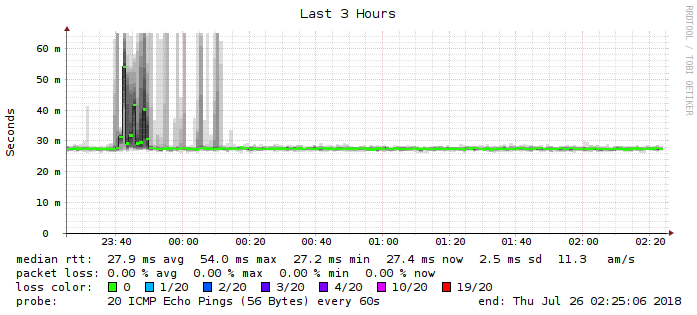 Last 3 Hours
RRDTOOL / TOBI OETIKER
Seconds
60 m
50 m
40 m
30 m
20 m
10 m
0
23:40 00:00 00:20 00:40 01:00 01:20 01:40 02:00 02:20
median rtt: 27.9 ms avg 54.0 ms max 27.2 ms min 27.4 ms now 2.5 ms sd 11.3 am/s
packet loss: 0.00 % avg 0.00 % max 0.00 % min 0.00 % now
loss color: 0 1/20 2/20 3/20 4/20 10/20 19/20
probe: 20 ICMP Echo Pings (56 Bytes) every 60s end: Thu Jul 26 02:25:06 2018